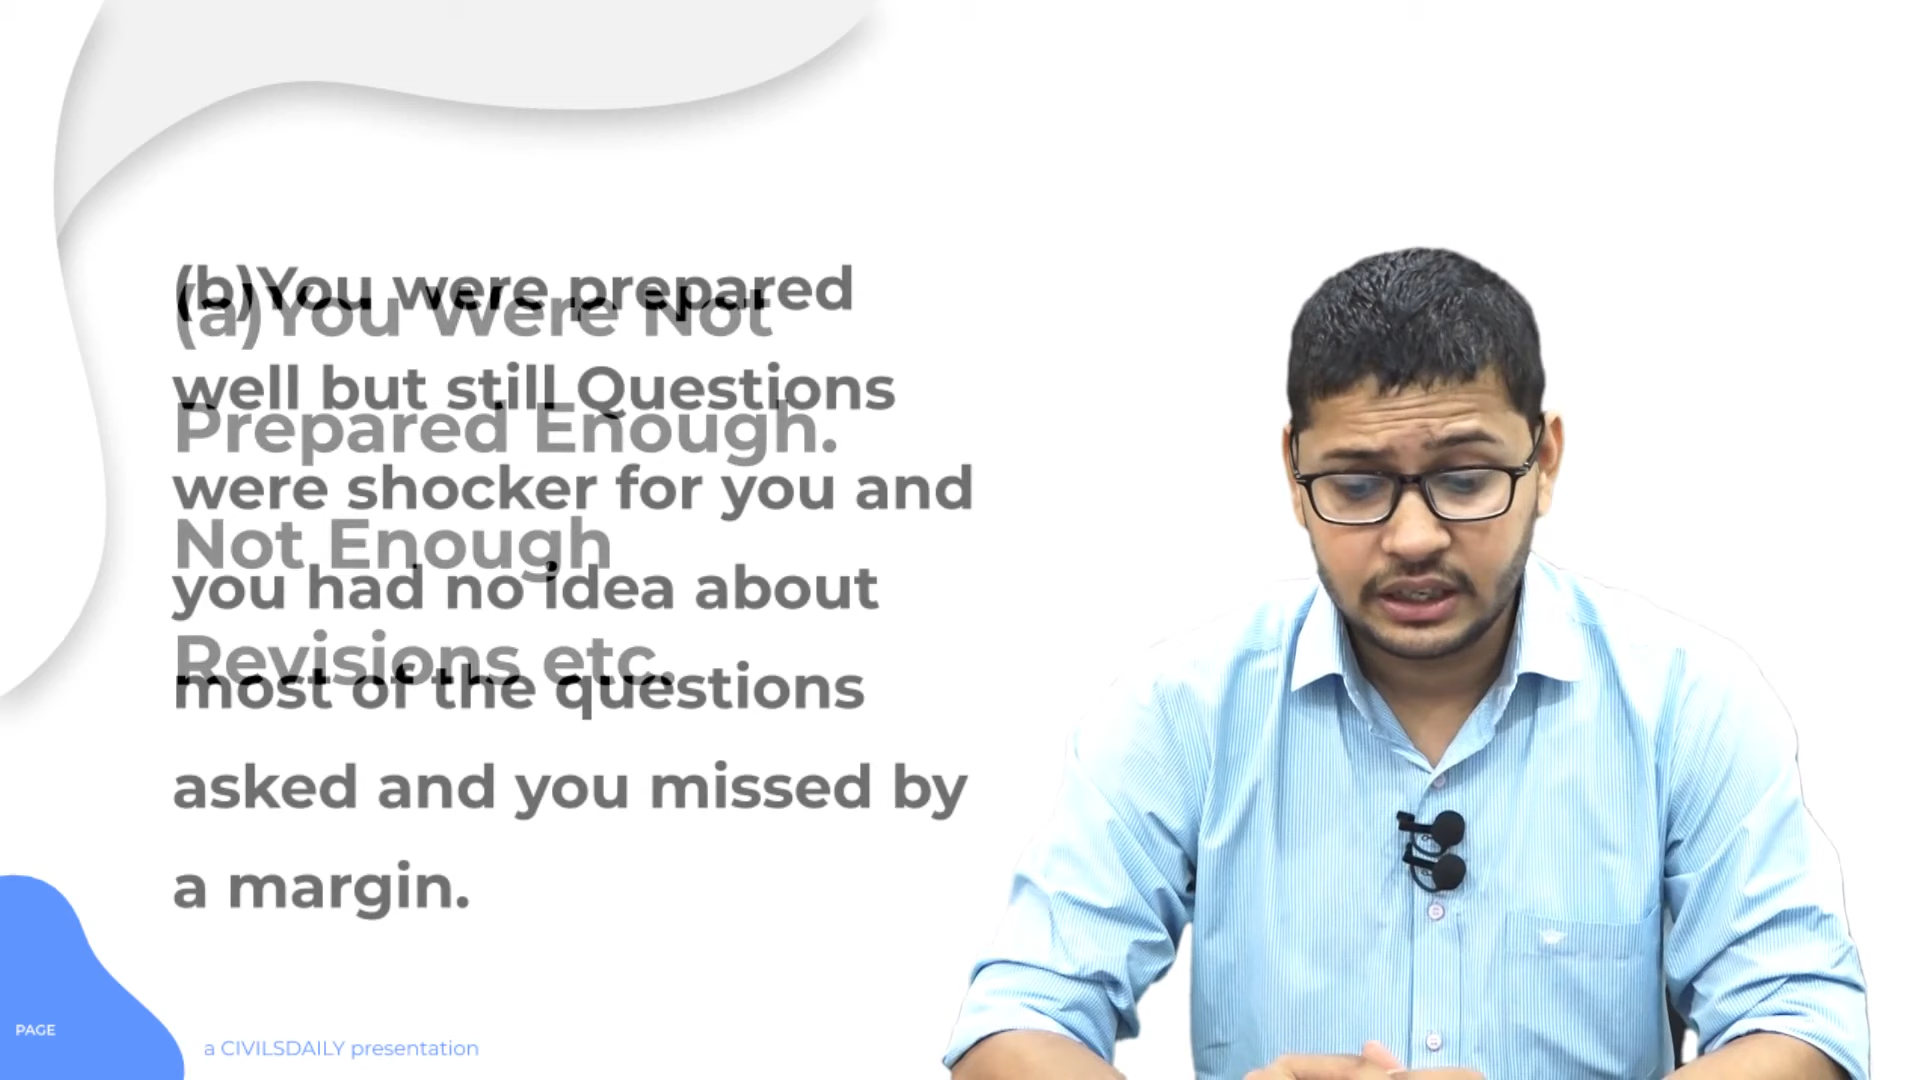 (b)You were prepared
well but still Questions
were shocker for you and
you had no idea about
most of the questions
asked and you missed by
a margin.
(a)You Were Not
Prepared Enough.
Not Enough
Revisions etc.
PAGE
a CIVILSDAILY presentation